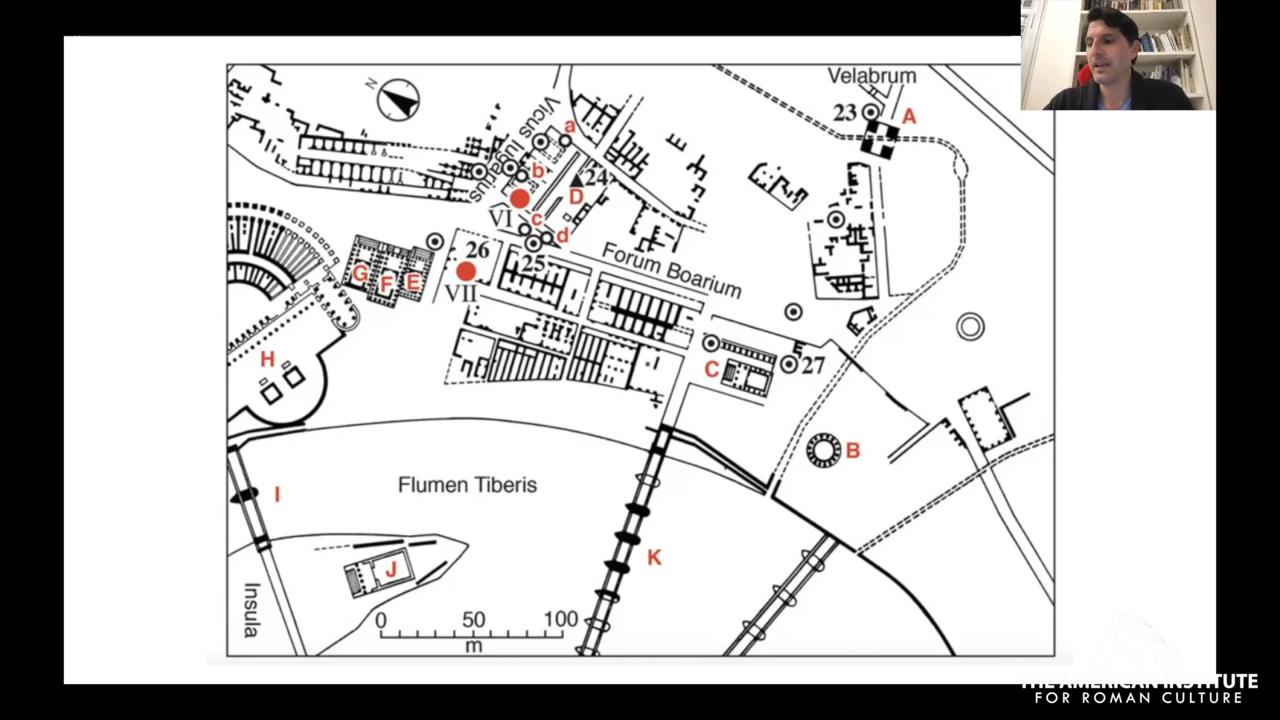 Velabrum
23
A
N
Vicus Iugarius
a
b
24
D
VI
c
d
26
25
Forum Boarium
G
F
E
VII
H
C
27
B
Flumen Tiberis
I
K
J
Insula
0 50 100
m
THE AMERICAN INSTITUTE
FOR ROMAN CULTURE